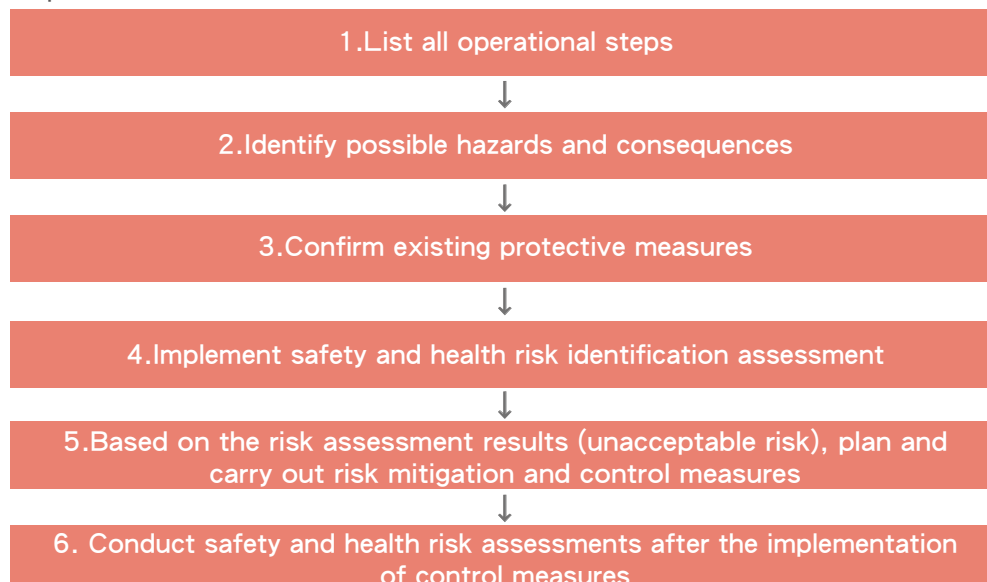 1.List all operational steps
↓
2.Identify possible hazards and consequences
↓
3.Confirm existing protective measures
↓
4.Implement safety and health risk identification assessment
↓
5.Based on the risk assessment results (unacceptable risk), plan and
carry out risk mitigation and control measures
↓
6. Conduct safety and health risk assessments after the implementation
of control measures